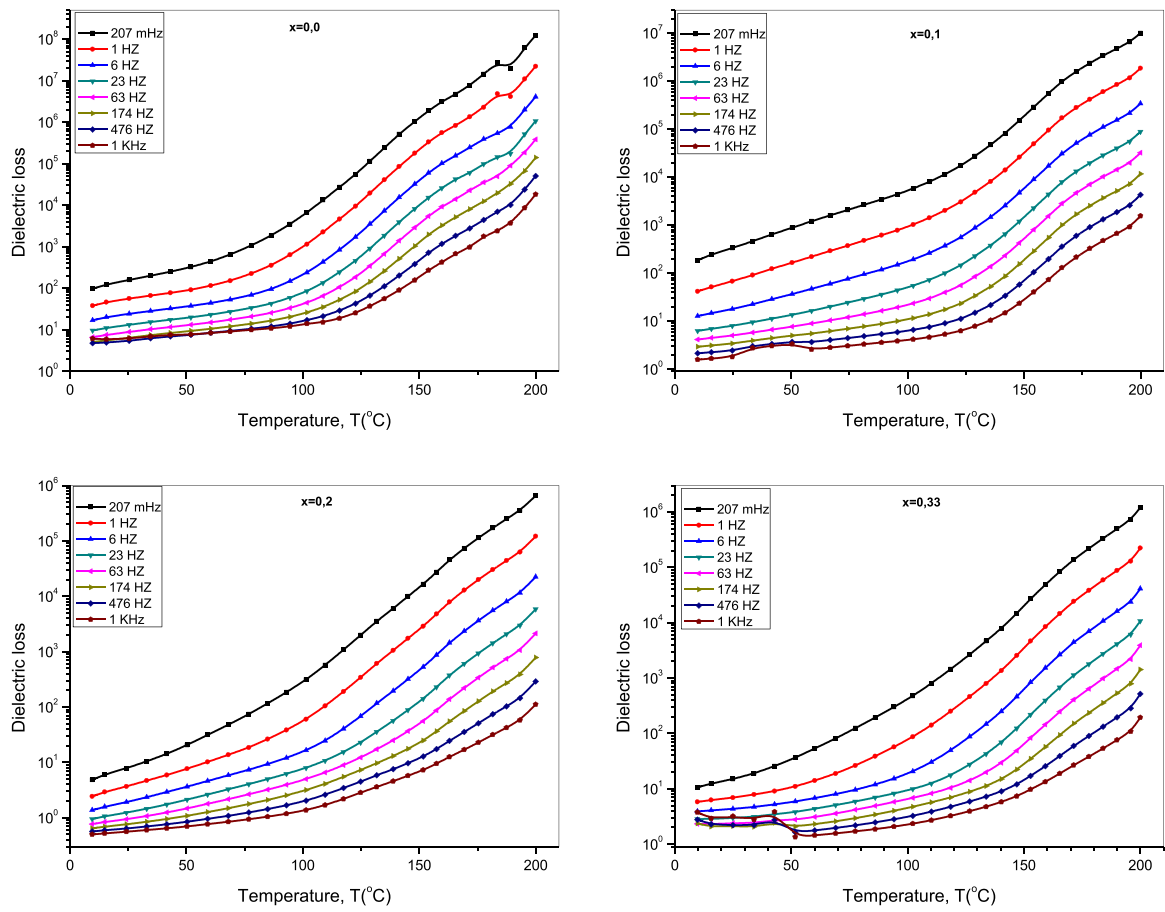 x=0,0
207 mHz
1 HZ
6 HZ
23 HZ
63 HZ
174 HZ
476 HZ
1 KHz
10^8
10^7
10^6
10^5
10^4
10^3
10^2
10^1
10^0
Dielectric loss
0 50 100 150 200
Temperature, T(°C)
x=0,1
207 mHz
1 HZ
6 HZ
23 HZ
63 HZ
174 HZ
476 HZ
1 KHz
10^7
10^6
10^5
10^4
10^3
10^2
10^1
10^0
Dielectric loss
0 50 100 150 200
Temperature, T(°C)
x=0,2
207 mHz
1 HZ
6 HZ
23 HZ
63 HZ
174 HZ
476 HZ
1 KHz
10^6
10^5
10^4
10^3
10^2
10^1
10^0
Dielectric loss
0 50 100 150 200
Temperature, T(°C)
x=0,33
207 mHz
1 HZ
6 HZ
23 HZ
63 HZ
174 HZ
476 HZ
1 KHz
10^6
10^5
10^4
10^3
10^2
10^1
10^0
Dielectric loss
0 50 100 150 200
Temperature, T(°C)